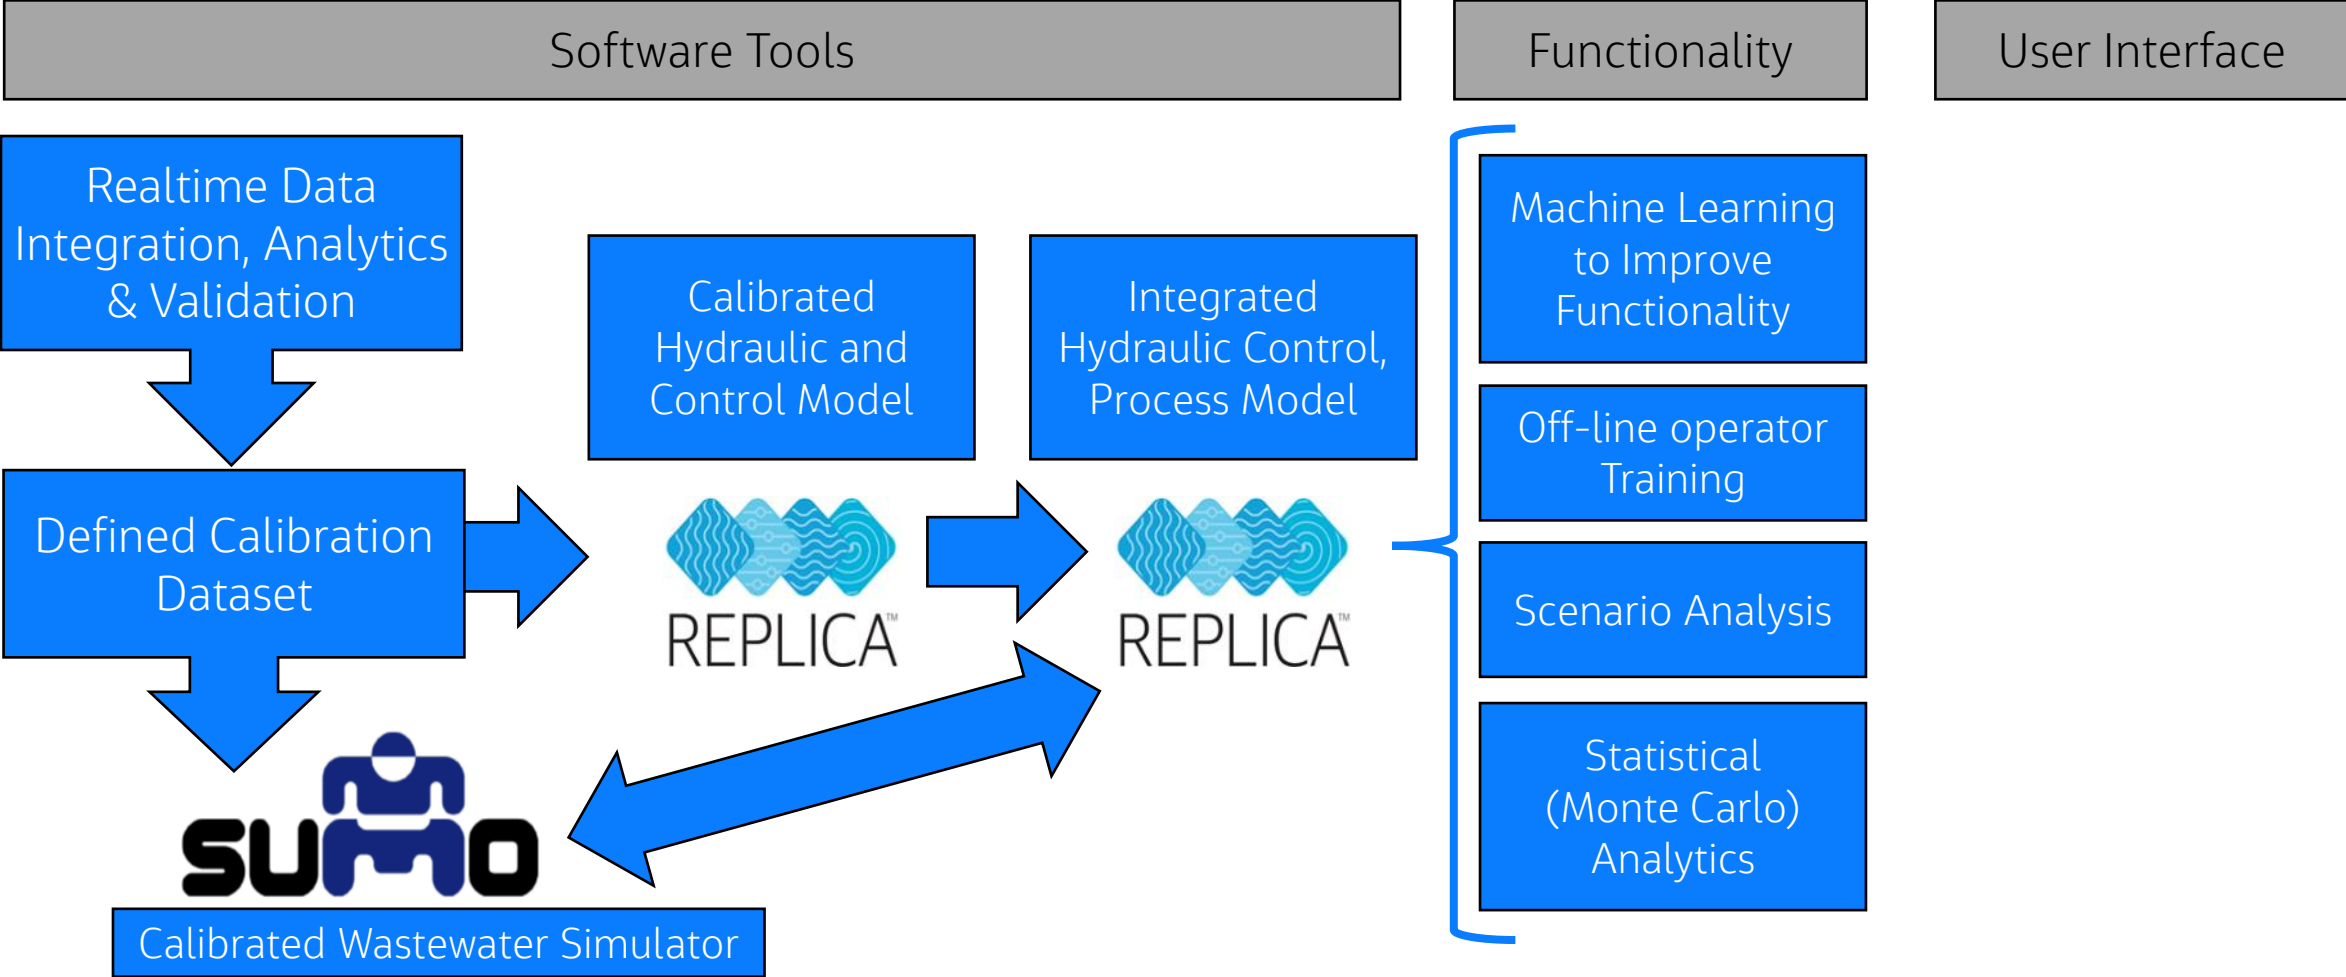 Software Tools
Functionality
User Interface
Realtime Data
Integration, Analytics
& Validation
Defined Calibration
Dataset
Calibrated
Hydraulic and
Control Model
REPLICA™
Integrated
Hydraulic Control,
Process Model
REPLICA™
sumo
Calibrated Wastewater Simulator
Machine Learning
to Improve
Functionality
Off-line operator
Training
Scenario Analysis
Statistical
(Monte Carlo)
Analytics